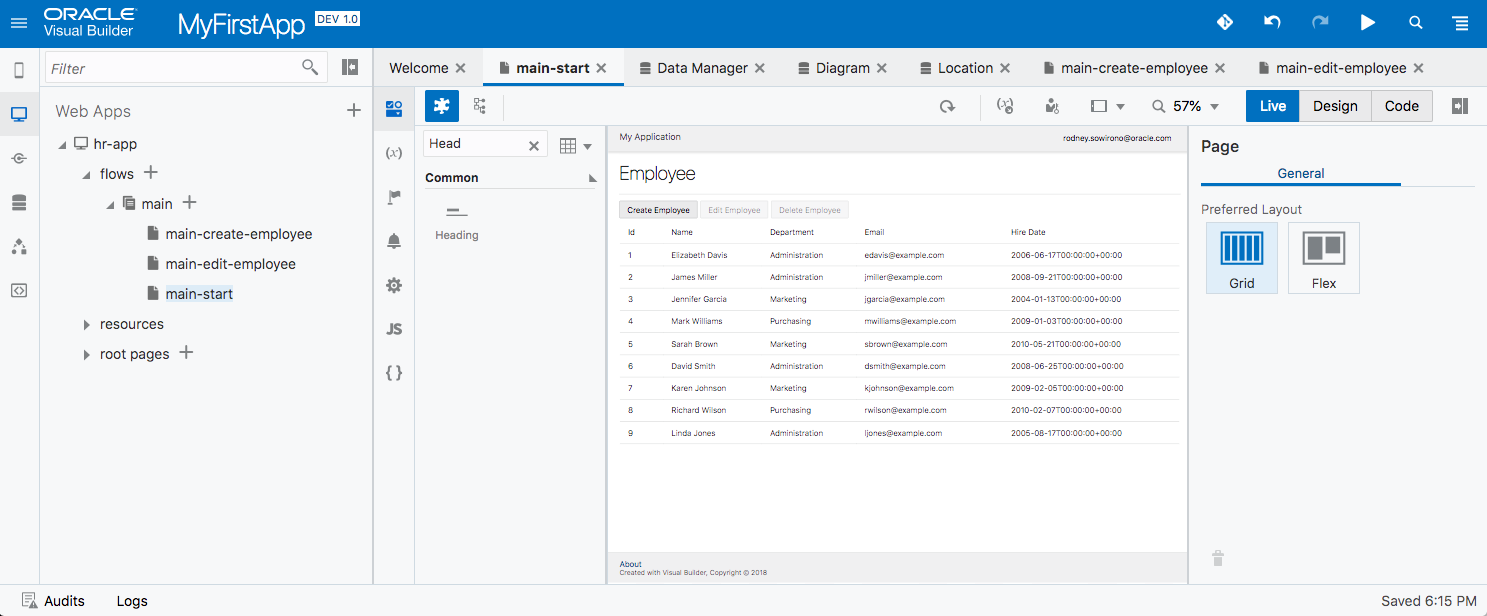 ORACLE
Visual Builder
MyFirstApp DEV 1.0
Filter
Web Apps
hr-app
flows
main
main-create-employee
main-edit-employee
main-start
resources
root pages
Welcome main-start Data Manager Diagram Location main-create-employee main-edit-employee
57% Live Design Code
(x)
JS
{ }
Head
Common
Heading
My Application rodney.sowirono@oracle.com
Employee
Create Employee Edit Employee Delete Employee
Id Name Department Email Hire Date
1 Elizabeth Davis Administration edavis@example.com 2006-06-17T00:00:00+00:00
2 James Miller Administration jmiller@example.com 2008-09-21T00:00:00+00:00
3 Jennifer Garcia Marketing jgarcia@example.com 2004-01-13T00:00:00+00:00
4 Mark Williams Purchasing mwilliams@example.com 2009-01-03T00:00:00+00:00
5 Sarah Brown Marketing sbrown@example.com 2010-05-21T00:00:00+00:00
6 David Smith Administration dsmith@example.com 2008-06-25T00:00:00+00:00
7 Karen Johnson Marketing kjohnson@example.com 2009-02-05T00:00:00+00:00
8 Richard Wilson Purchasing rwilson@example.com 2010-02-07T00:00:00+00:00
9 Linda Jones Administration ljones@example.com 2005-08-17T00:00:00+00:00
About
Created with Visual Builder, Copyright © 2018
Page
General
Preferred Layout
Grid Flex
Audits Logs Saved 6:15 PM